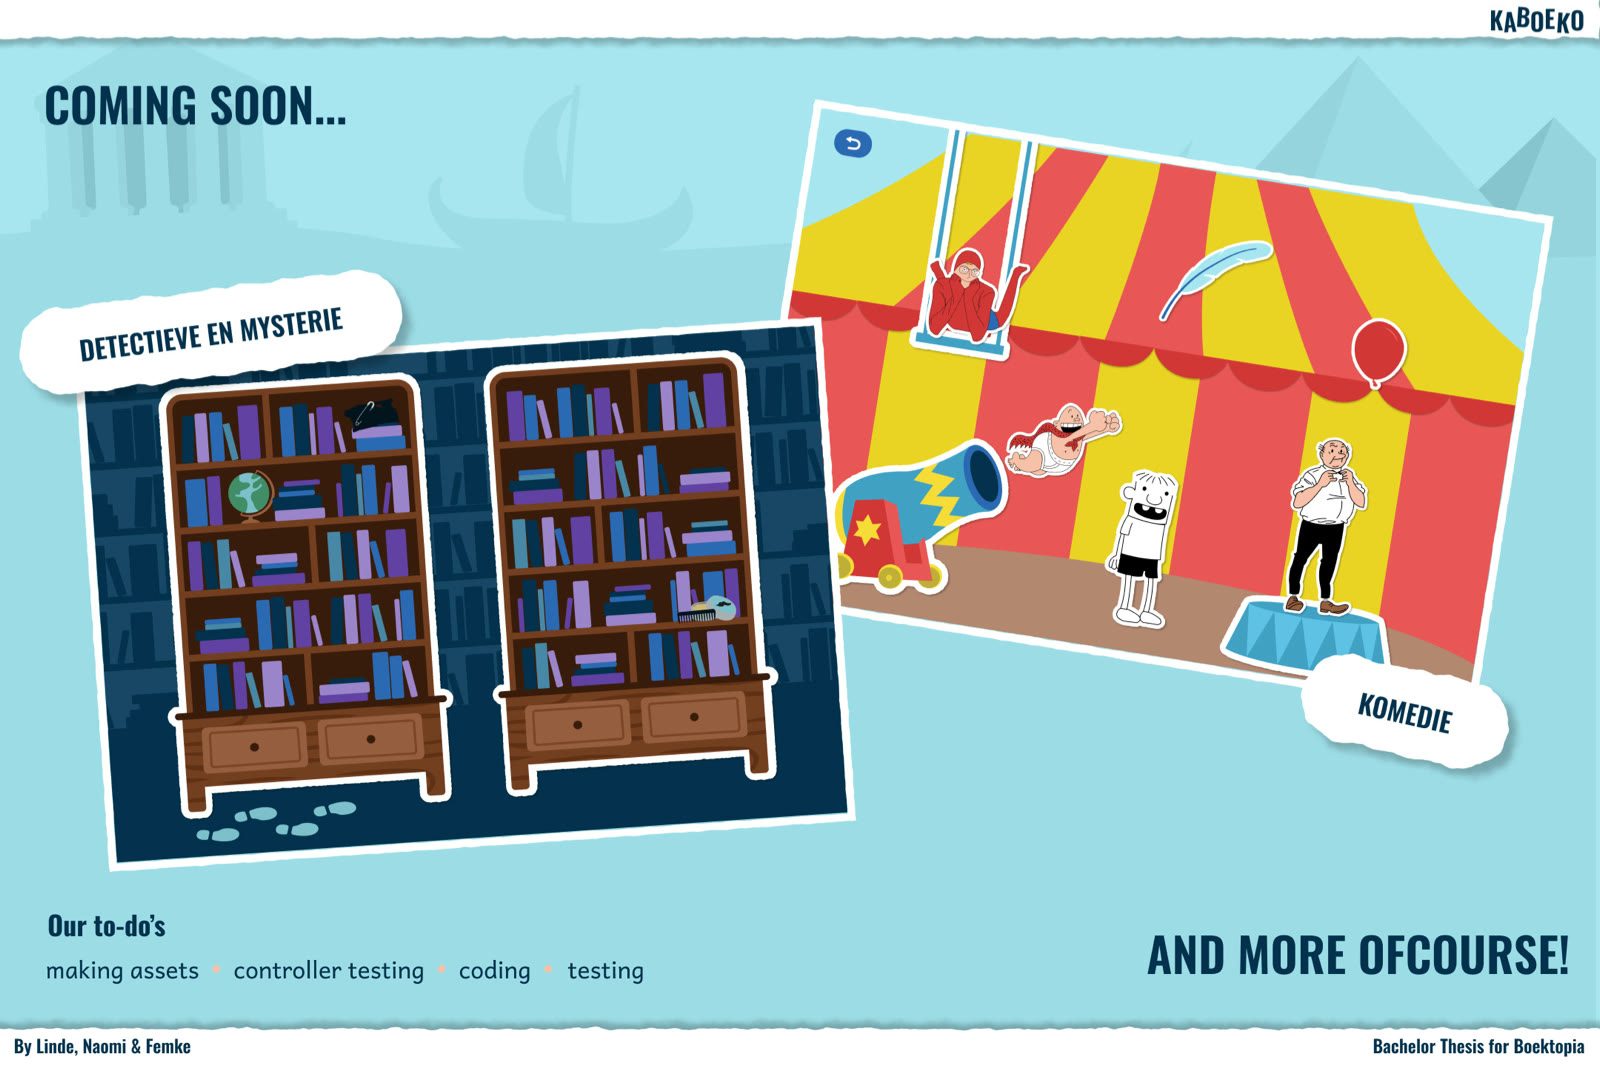 KABOEKO
COMING SOON...
DETECTIEVE EN MYSTERIE
KOMEDIE
Our to-do's
making assets • controller testing • coding • testing
AND MORE OFCOURSE!
By Linde, Naomi & Femke
Bachelor Thesis for Boektopia